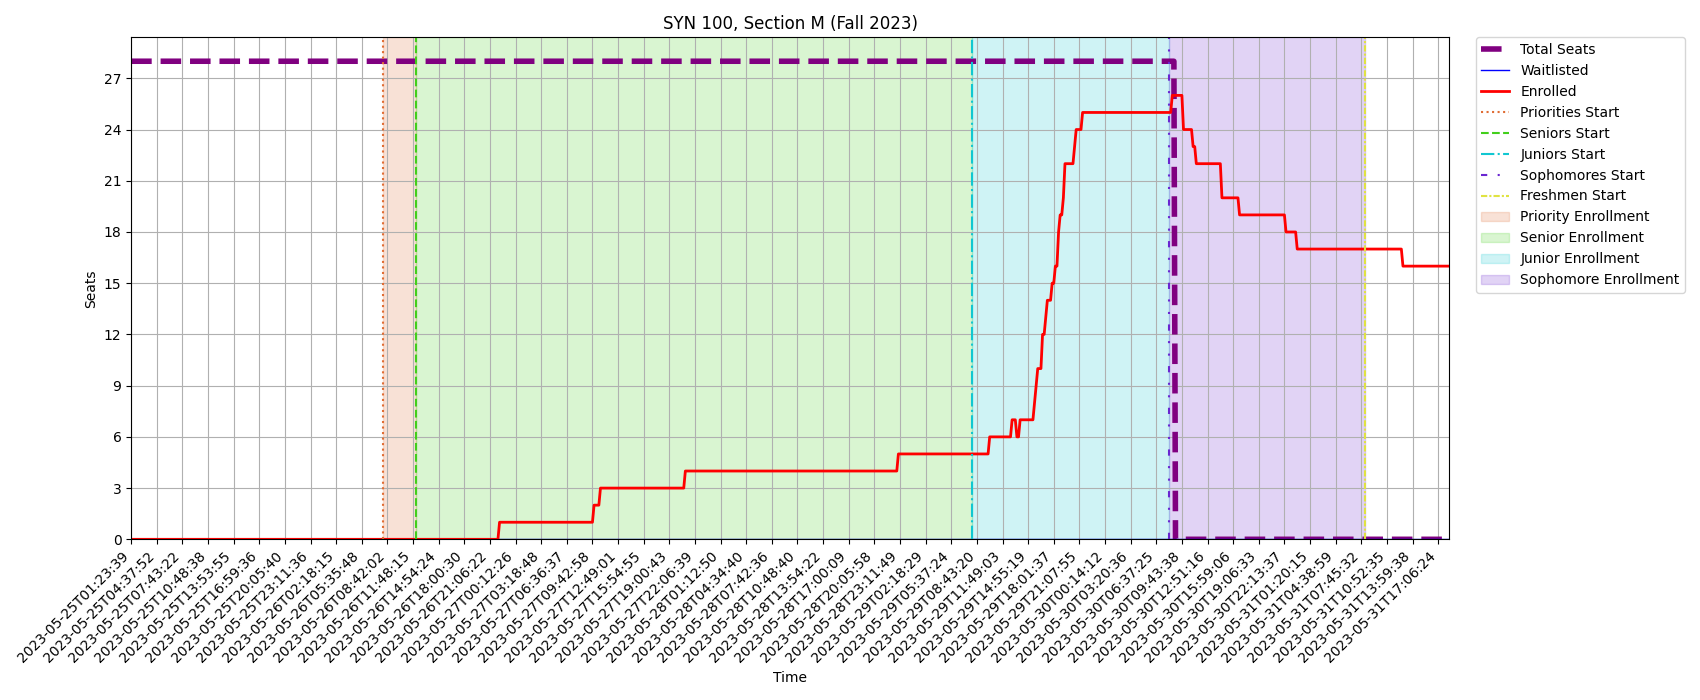 SYN 100, Section M (Fall 2023)
Seats
27
24
21
18
15
12
9
6
3
0
2023-05-25T01:23:39
2023-05-25T04:37:52
2023-05-25T07:43:22
2023-05-25T10:48:38
2023-05-25T13:53:55
2023-05-25T16:59:36
2023-05-25T20:05:40
2023-05-25T23:11:36
2023-05-26T02:18:15
2023-05-26T05:35:48
2023-05-26T08:42:02
2023-05-26T11:48:15
2023-05-26T14:54:24
2023-05-26T18:00:30
2023-05-26T21:06:22
2023-05-27T00:12:26
2023-05-27T03:18:48
2023-05-27T06:36:37
2023-05-27T09:42:58
2023-05-27T12:49:01
2023-05-27T15:54:55
2023-05-27T19:00:43
2023-05-27T22:06:39
2023-05-28T01:12:50
2023-05-28T04:34:40
2023-05-28T07:42:36
2023-05-28T10:48:40
2023-05-28T13:54:22
2023-05-28T17:00:09
2023-05-28T20:05:58
2023-05-28T23:11:49
2023-05-29T02:18:29
2023-05-29T05:37:24
2023-05-29T08:43:20
2023-05-29T11:49:03
2023-05-29T14:55:19
2023-05-29T18:01:37
2023-05-29T21:07:55
2023-05-30T00:14:12
2023-05-30T03:20:36
2023-05-30T06:37:25
2023-05-30T09:43:38
2023-05-30T12:51:16
2023-05-30T15:59:06
2023-05-30T19:06:33
2023-05-30T22:13:37
2023-05-31T01:20:15
2023-05-31T04:38:59
2023-05-31T07:45:32
2023-05-31T10:52:35
2023-05-31T13:59:38
2023-05-31T17:06:24
Time
Total Seats
Waitlisted
Enrolled
Priorities Start
Seniors Start
Juniors Start
Sophomores Start
Freshmen Start
Priority Enrollment
Senior Enrollment
Junior Enrollment
Sophomore Enrollment